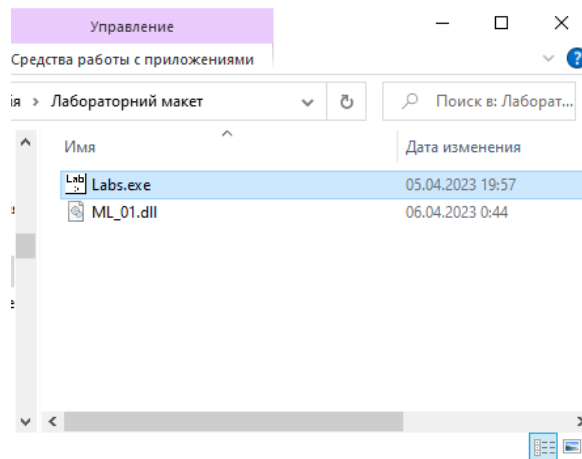 Управление
Средства работы с приложениями
ія › Лабораторний макет
Поиск в: Лаборат...
Имя
Дата изменения
Labs.exe
05.04.2023 19:57
ML_01.dll
06.04.2023 0:44